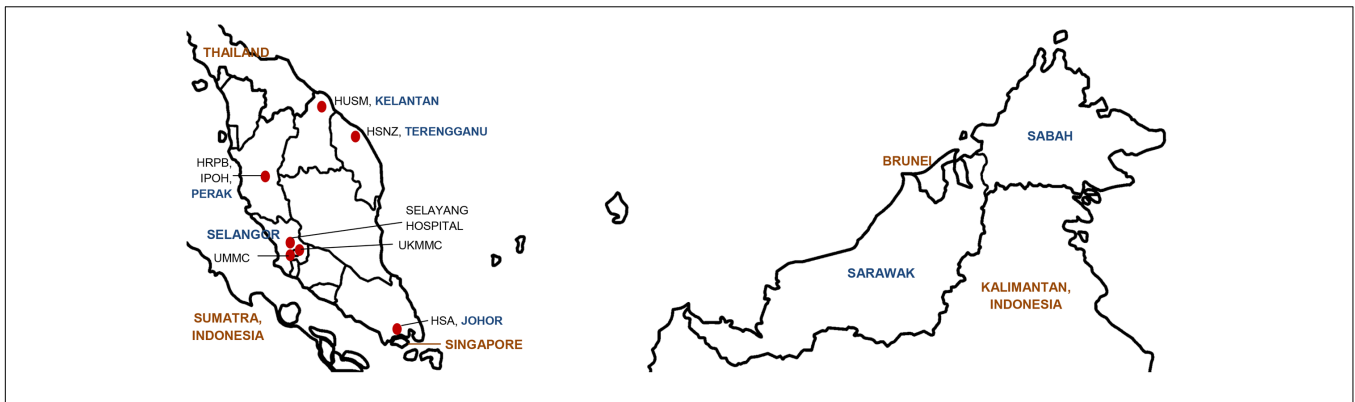 THAILAND
HUSM, KELANTAN
HSNZ, TERENGGANU
HRPB,
IPOH,
PERAK
SELAYANG
HOSPITAL
SELANGOR
UKMMC
UMMC
SUMATRA,
INDONESIA
HSA, JOHOR
SINGAPORE
SABAH
BRUNEI
SARAWAK
KALIMANTAN,
INDONESIA